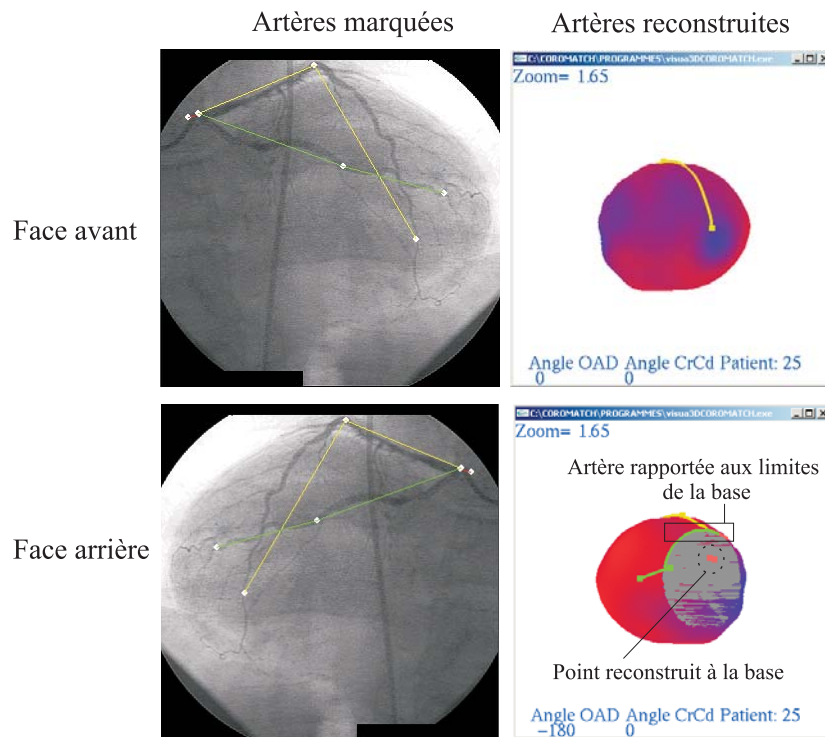 Artères marquées
Artères reconstruites
Face avant
C:\COROMATCH\PROGRAMMES\visua3DCOROMATCH.exe
Zoom= 1.65
Angle OAD Angle CrCd Patient: 25
0 0
Face arrière
C:\COROMATCH\PROGRAMMES\visua3DCOROMATCH.exe
Zoom= 1.65
Artère rapportée aux limites
de la base
Point reconstruit à la base
Angle OAD Angle CrCd Patient: 25
-180 0